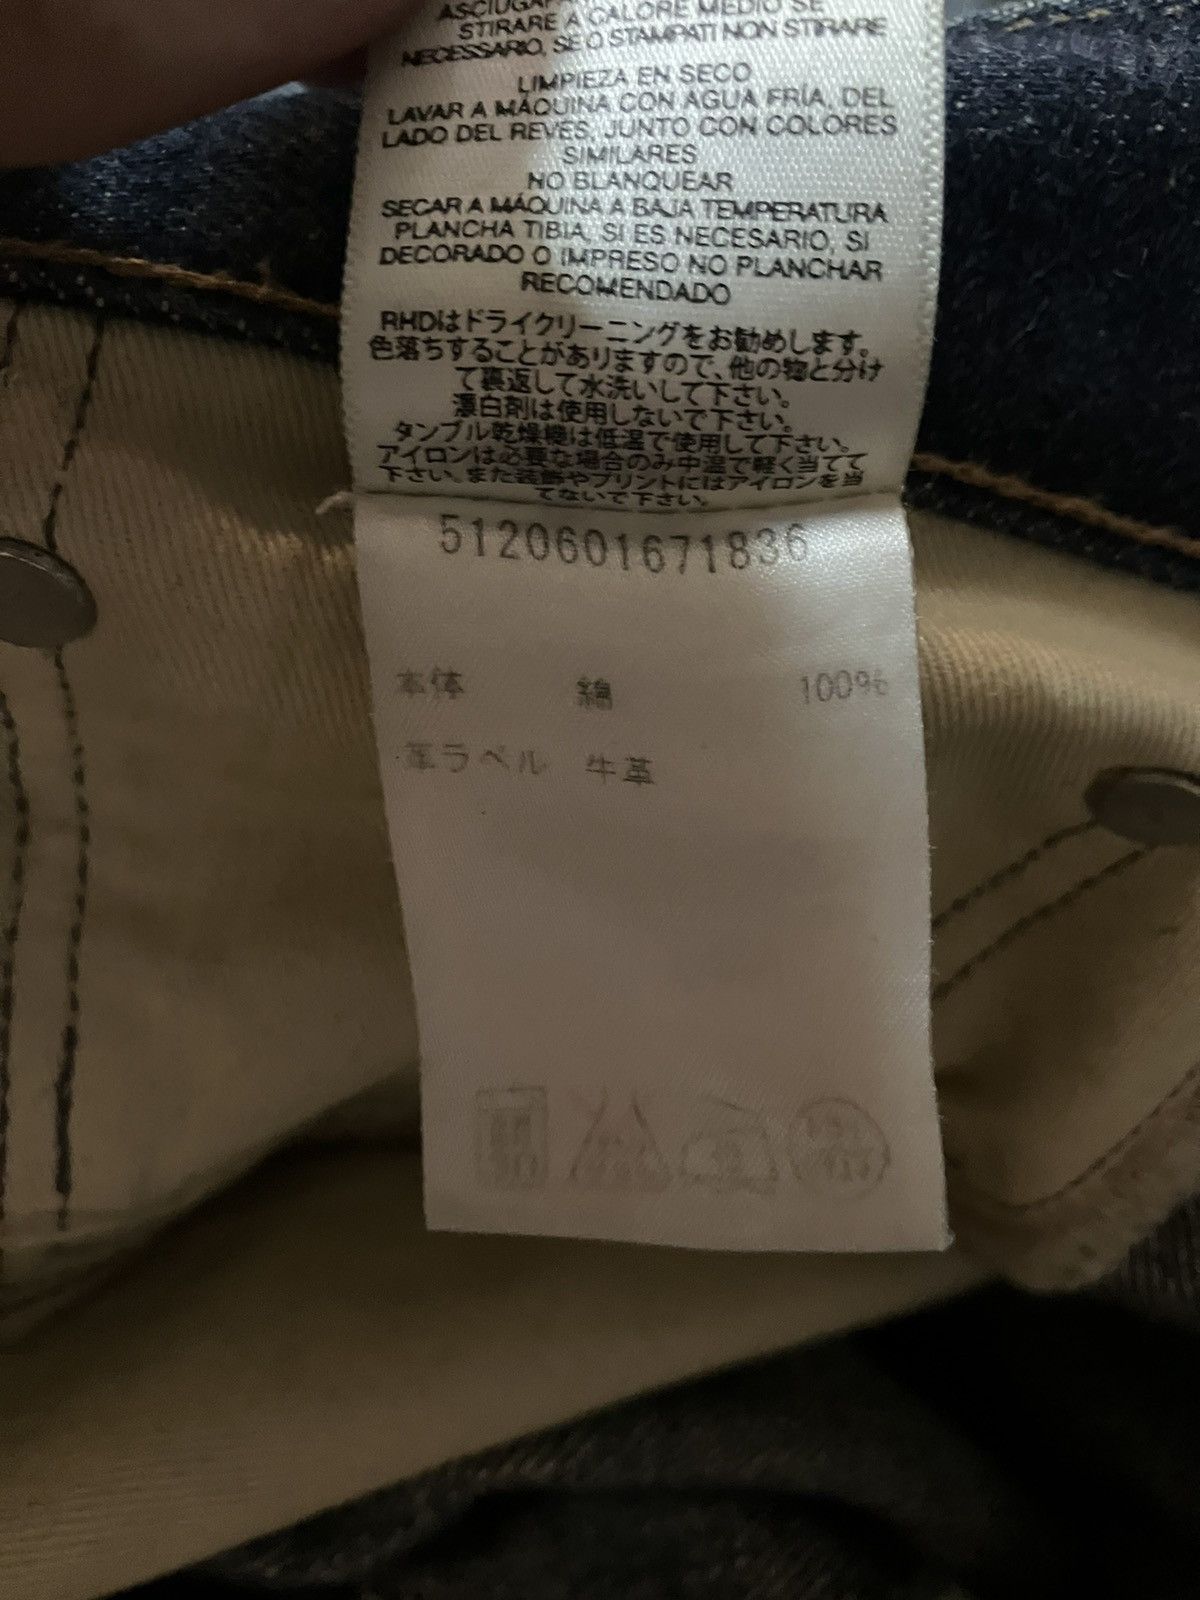 ASCIUGAR
STIRARE A CALORE MEDIO SE
NECESSARIO, SE O STAMPATI NON STIRARE
LIMPIEZA EN SECO
LAVAR A MÁQUINA CON AGUA FRÍA, DEL
LADO DEL REVES, JUNTO CON COLORES
SIMILARES
NO BLANQUEAR
SECAR A MÁQUINA A BAJA TEMPERATURA
PLANCHA TIBIA, SI ES NECESARIO, SI
DECORADO O IMPRESO NO PLANCHAR
RECOMENDADO
RHDはドライクリーニングをお勧めします。
色落ちすることがありますので、他の物と分け
て裏返して水洗いして下さい。
漂白剤は使用しないで下さい。
タンブル乾燥機は低温で使用して下さい。
アイロンは必要な場合のみ中温で軽く当てて
下さい。また装飾やプリントにはアイロンを当
てないで下さい。
5120601671836
本体 綿 100%
革ラベル 牛革